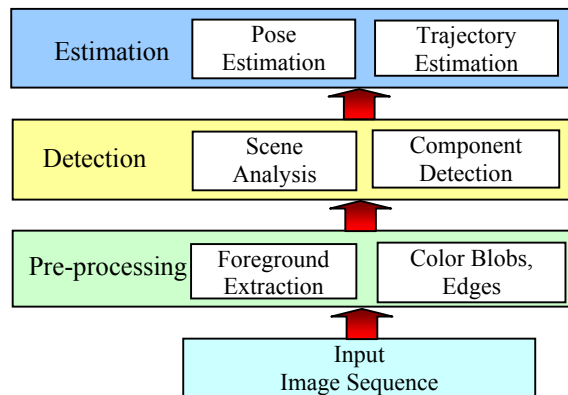 Estimation
Pose
Estimation
Trajectory
Estimation
Detection
Scene
Analysis
Component
Detection
Pre-processing
Foreground
Extraction
Color Blobs,
Edges
Input
Image Sequence